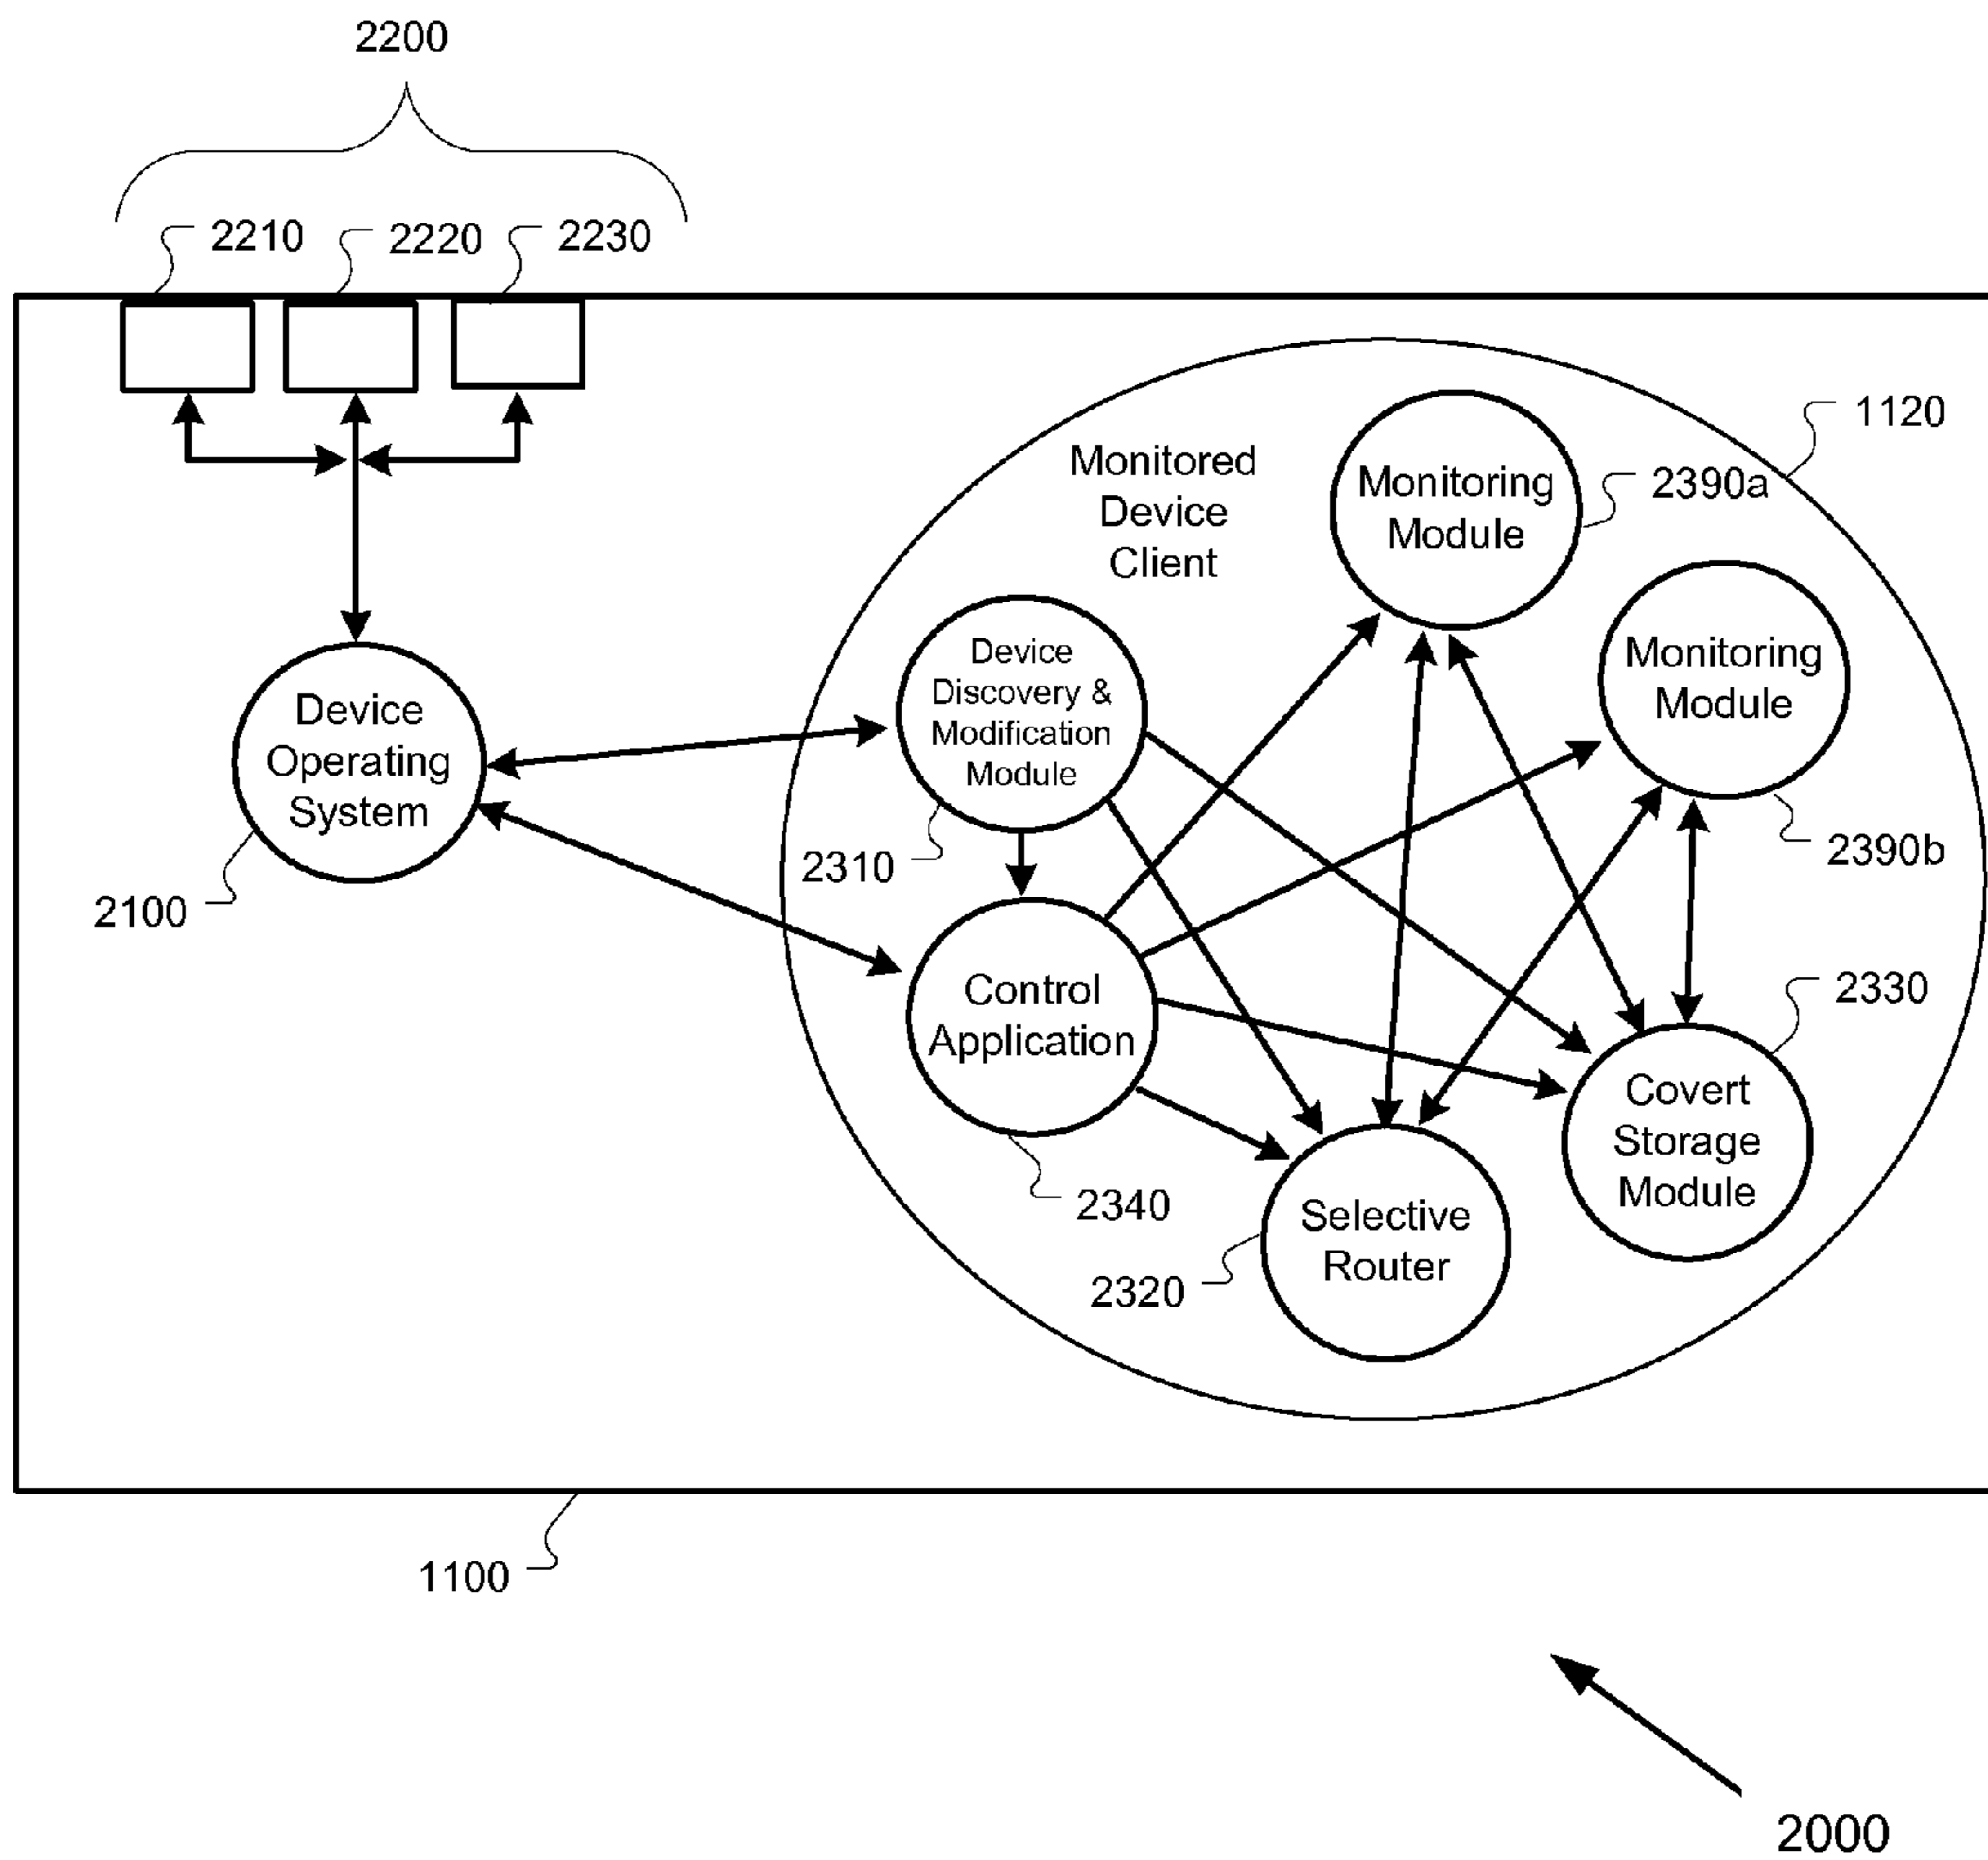 2200
2210
2220
2230
1120
Monitored
Device
Client
Monitoring
Module
2390a
Monitoring
Module
2390b
Device
Discovery &
Modification
Module
2310
Device
Operating
System
2100
Control
Application
2340
2330
Covert
Storage
Module
Selective
Router
2320
1100
2000